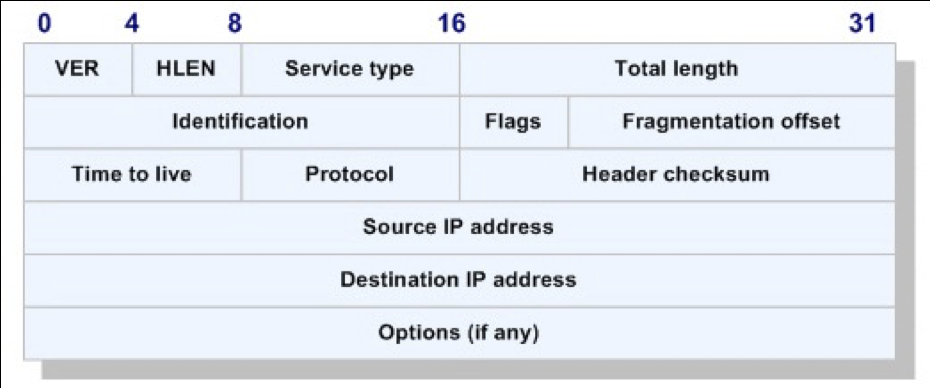 0 4 8 16 31
VER HLEN Service type Total length
Identification Flags Fragmentation offset
Time to live Protocol Header checksum
Source IP address
Destination IP address
Options (if any)